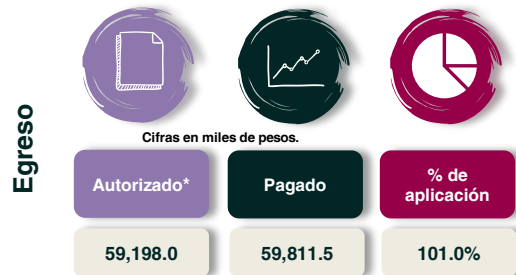 Egreso
Cifras en miles de pesos.
Autorizado*
Pagado
% de
aplicación
59,198.0
59,811.5
101.0%